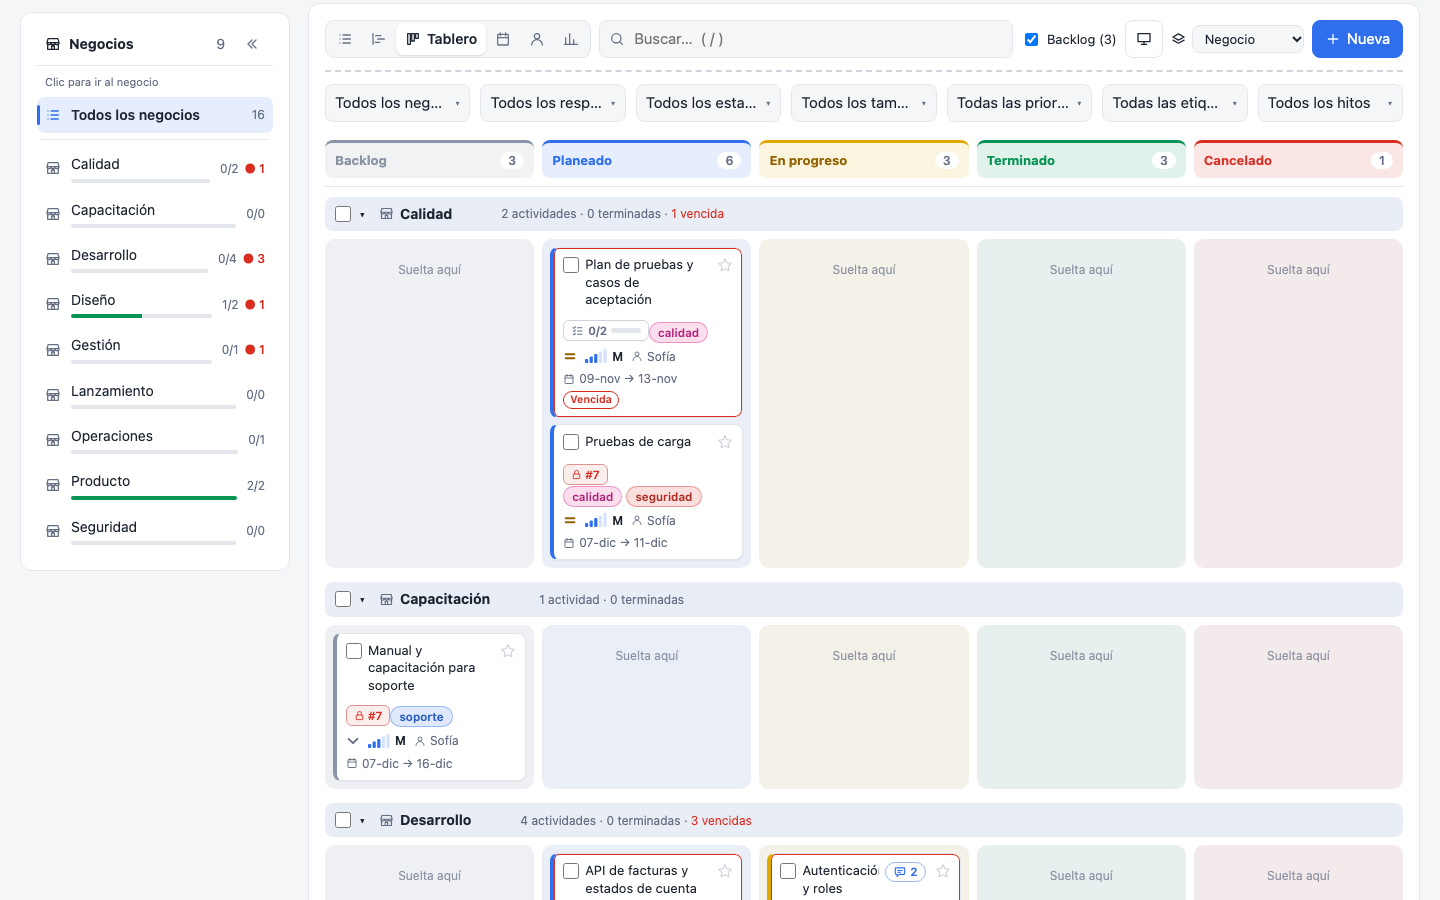 Negocios 9
Clic para ir al negocio
Todos los negocios 16
Calidad 0/2 1
Capacitación 0/0
Desarrollo 0/4 3
Diseño 1/2 1
Gestión 0/1 1
Lanzamiento 0/0
Operaciones 0/1
Producto 2/2
Seguridad 0/0
Tablero
Buscar... ( / )
Backlog (3)
Negocio
Nueva
Todos los neg...
Todos los resp...
Todos los esta...
Todos los tam...
Todas las prior...
Todas las etiq...
Todos los hitos
Backlog 3
Planeado 6
En progreso 3
Terminado 3
Cancelado 1
Calidad 2 actividades · 0 terminadas · 1 vencida
Suelta aquí
Plan de pruebas y
casos de
aceptación
0/2 calidad
M Sofía
09-nov → 13-nov
Vencida
Pruebas de carga
#7
calidad seguridad
M Sofía
07-dic → 11-dic
Suelta aquí
Suelta aquí
Suelta aquí
Capacitación 1 actividad · 0 terminadas
Manual y
capacitación para
soporte
#7 soporte
M Sofía
07-dic → 16-dic
Suelta aquí
Suelta aquí
Suelta aquí
Suelta aquí
Desarrollo 4 actividades · 0 terminadas · 3 vencidas
Suelta aquí
API de facturas y
estados de cuenta
Autenticació 2
y roles
Suelta aquí
Suelta aquí